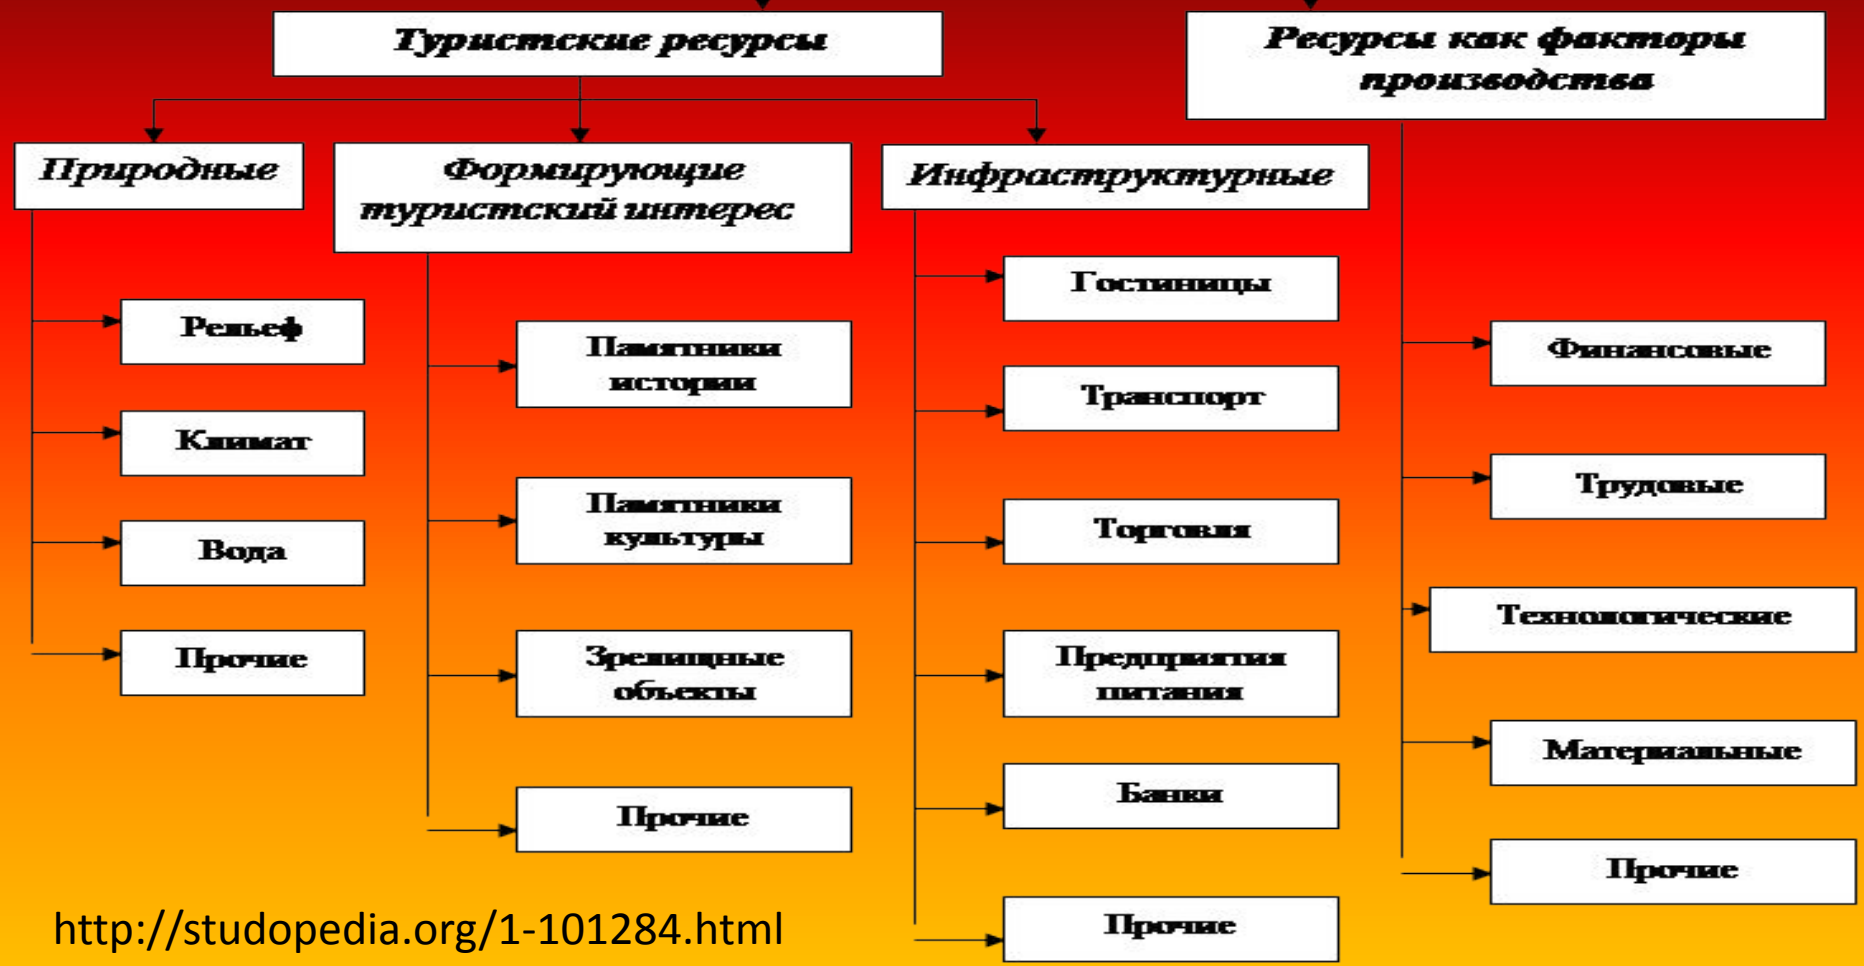 Туристские ресурсы
Ресурсы как факторы
производства
Природные
Формирующие
туристский интерес
Инфраструктурные
Рельеф
Климат
Вода
Прочие
Памятники
истории
Памятники
культуры
Зрелищные
объекты
Прочие
Гостиницы
Транспорт
Торговля
Предприятия
питания
Банки
Прочие
Финансовые
Трудовые
Технологические
Материальные
Прочие
http://studopedia.org/1-101284.html